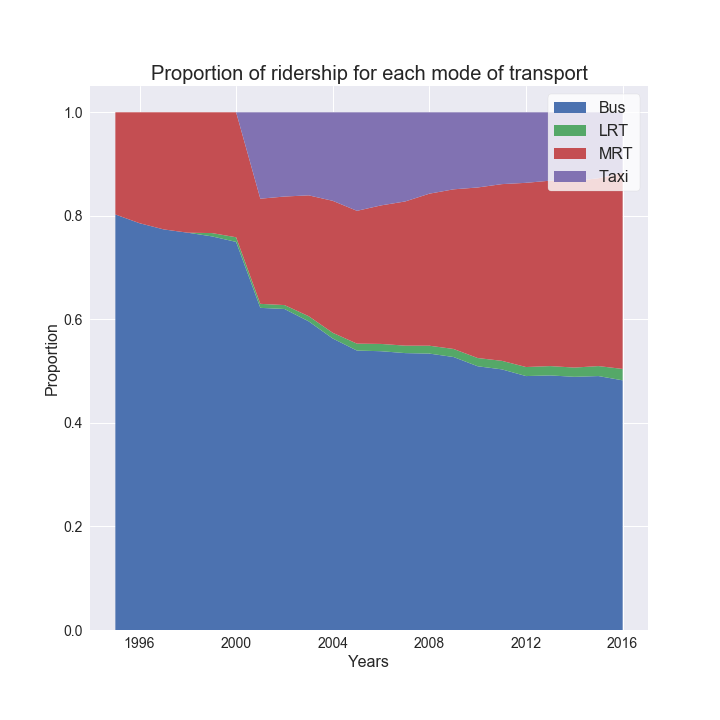 Proportion of ridership for each mode of transport
Bus
LRT
MRT
Taxi
1.0
0.8
0.6
0.4
0.2
0.0
Proportion
1996
2000
2004
2008
2012
2016
Years